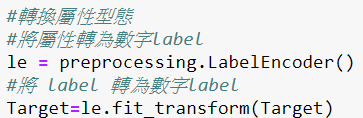 #轉換屬性型態
#將屬性轉為數字label
le = preprocessing.LabelEncoder()
#將 label 轉為數字label
Target=le.fit_transform(Target)